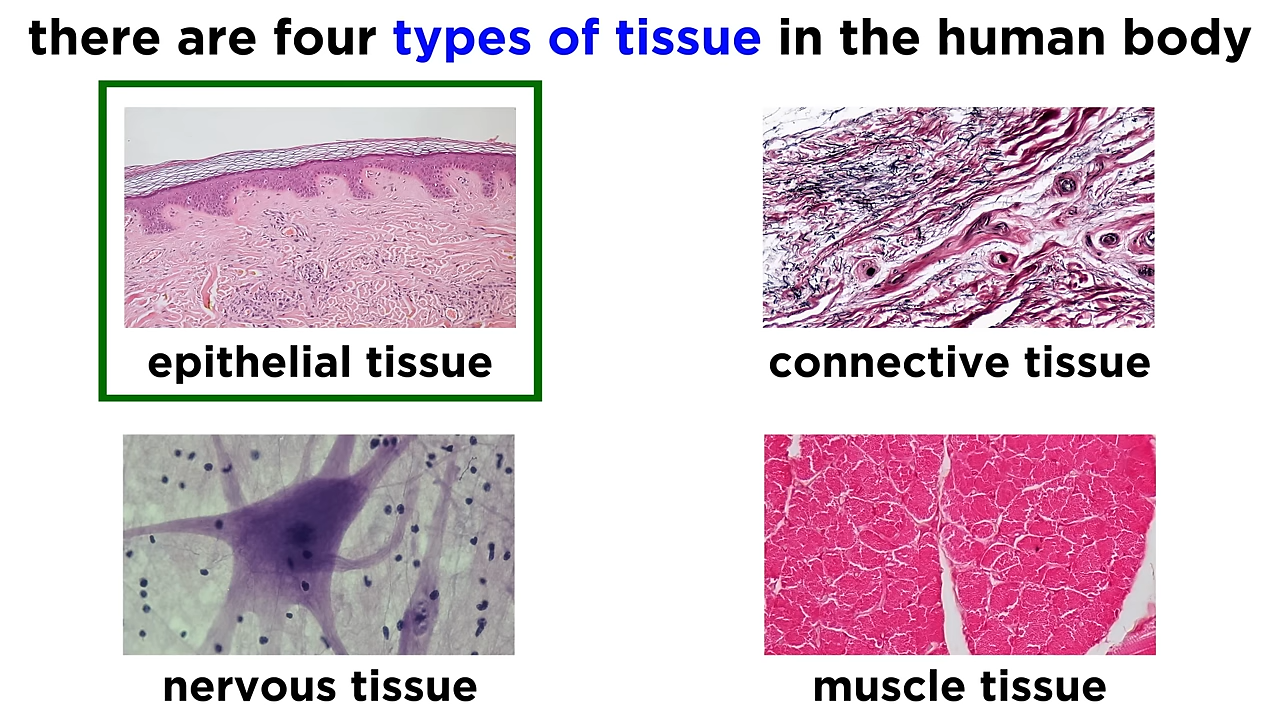 there are four types of tissue in the human body
epithelial tissue
connective tissue
nervous tissue
muscle tissue